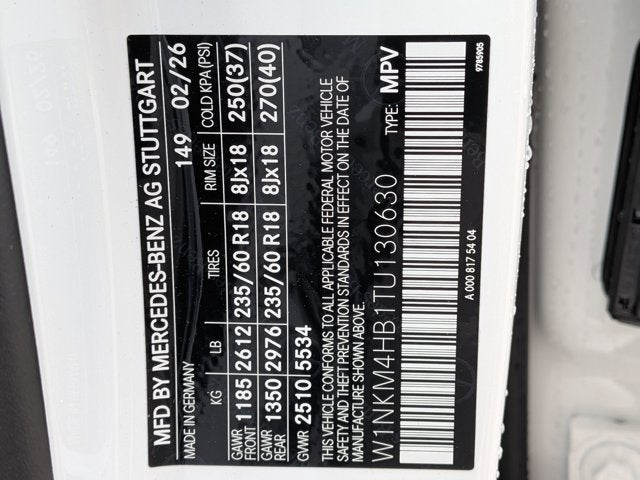 MFD BY MERCEDES-BENZ AG STUTTGART
MADE IN GERMANY 149 02/26
KG LB TIRES RIM SIZE COLD KPA(PSI)
GAWR FRONT 1185 2612 235/60 R18 8Jx18 250(37)
GAWR REAR 1350 2976 235/60 R18 8Jx18 270(40)
GVWR 2510 5534
THIS VEHICLE CONFORMS TO ALL APPLICABLE FEDERAL MOTOR VEHICLE
SAFETY AND THEFT PREVENTION STANDARDS IN EFFECT ON THE DATE OF
MANUFACTURE SHOWN ABOVE.
W1NKM4HB1TU130630 TYPE: MPV
A 000 817 54 04 9785905